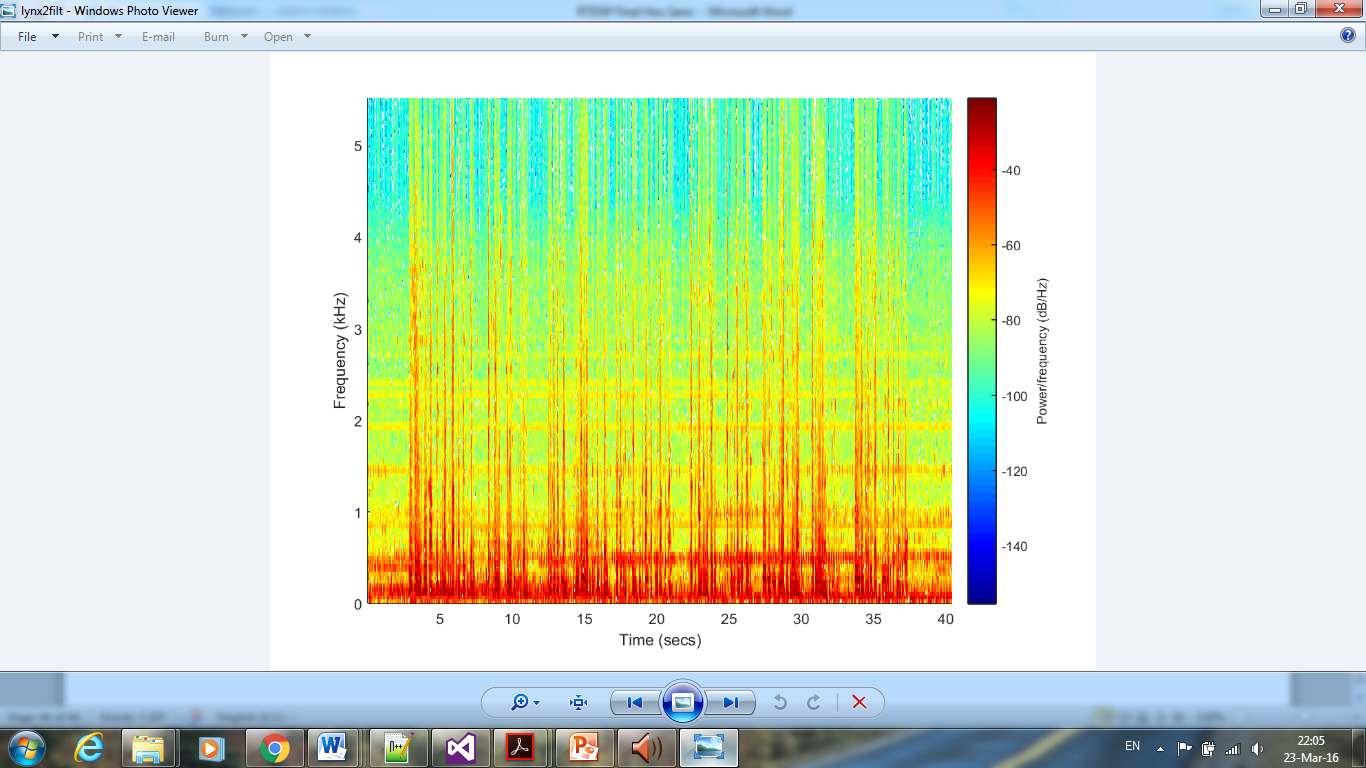 lynx2filt - Windows Photo Viewer
File Print E-mail Burn Open
5
4
3
2
1
0
Frequency (kHz)
5 10 15 20 25 30 35 40
Time (secs)
-40
-60
-80
-100
-120
-140
Power/frequency (dB/Hz)
EN
22:05
23-Mar-16